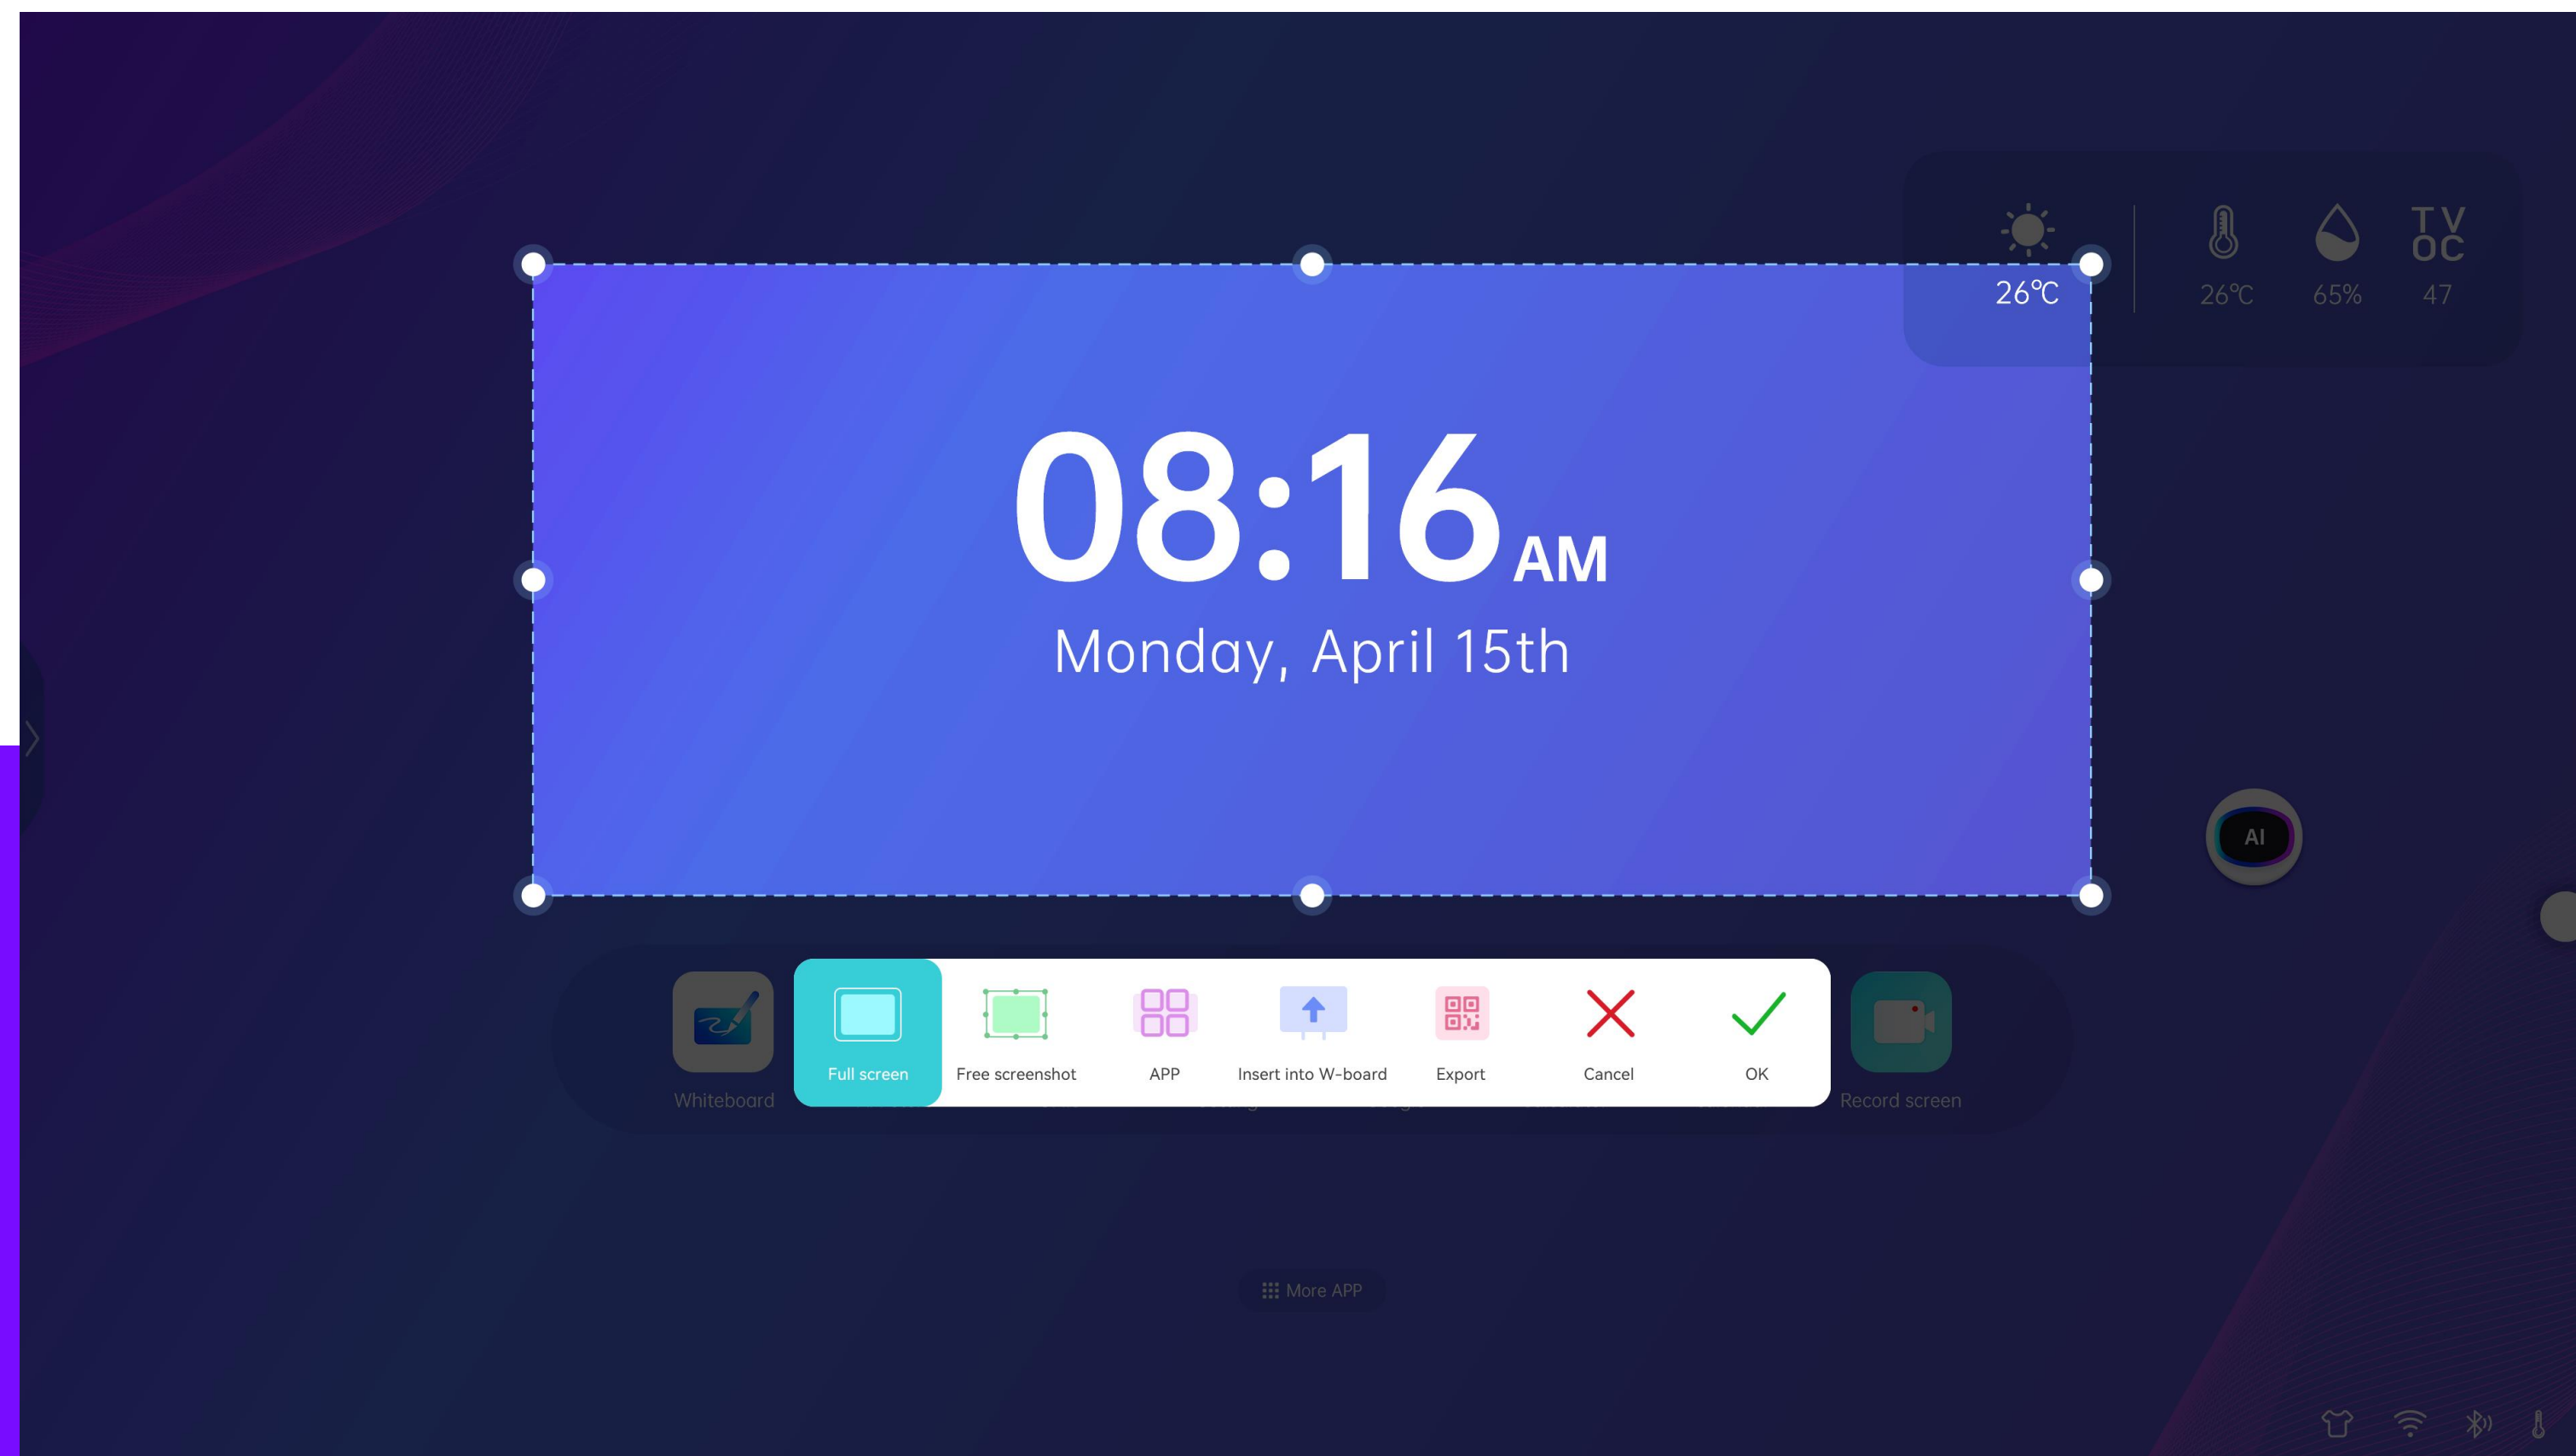 T V
OC
26℃
26℃
65%
47
08:16 AM
Monday, April 15th
AI
Full screen
Free screenshot
APP
Insert into W-board
Export
Cancel
OK
Whiteboard
Record screen
More APP